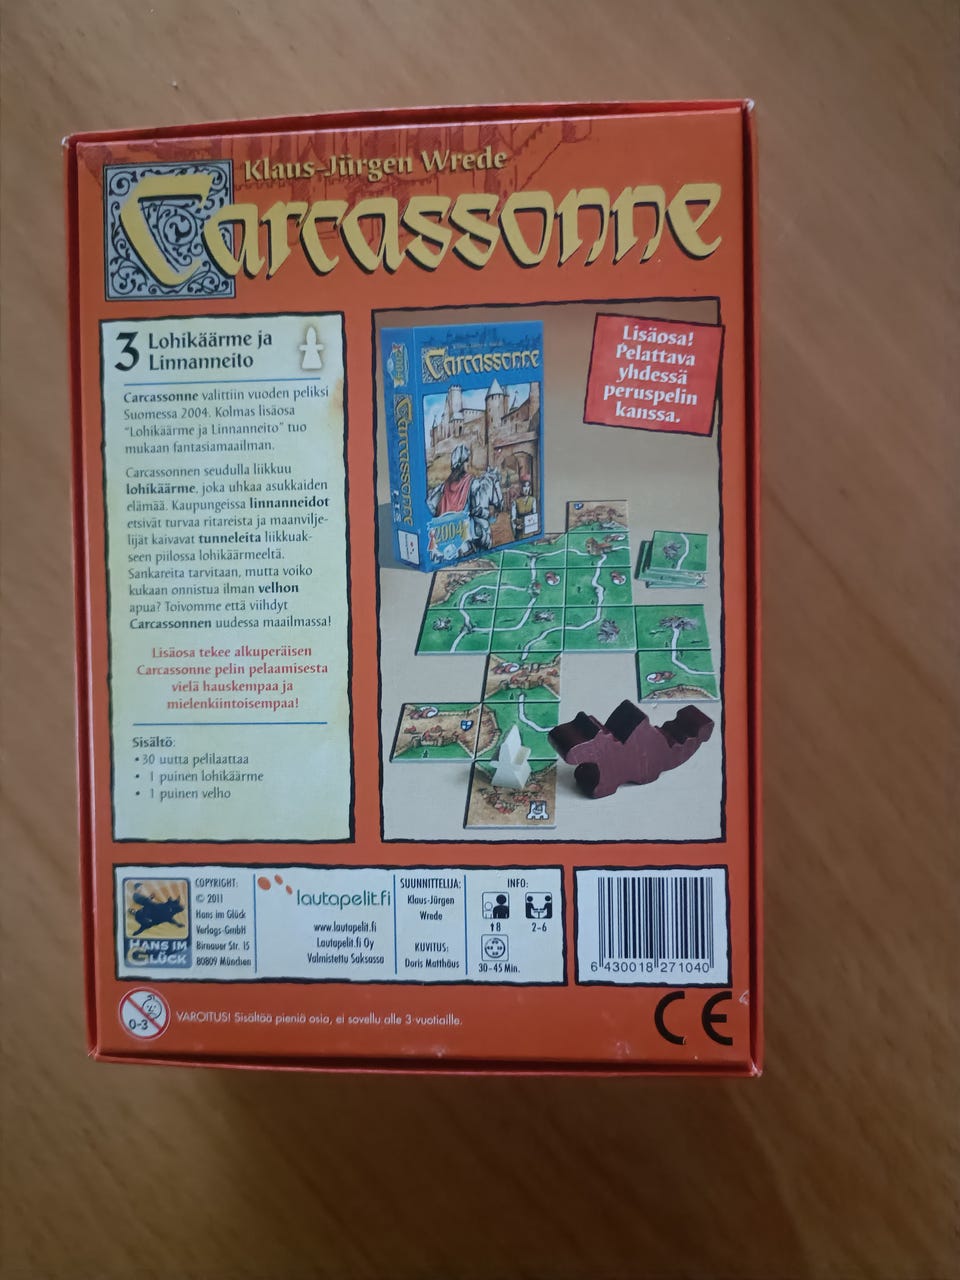 Klaus-Jürgen Wrede
Carcassonne
3 Lohikäärme ja
Linnanneito
Carcassonne valittiin vuoden peliksi
Suomessa 2004. Kolmas lisäosa
"Lohikäärme ja Linnanneito" tuo
mukaan fantasiamaailman.
Carcassonnen seudulla liikkuu
lohikäärme, joka uhkaa asukkaiden
elämää. Kaupungeissa linnanneidot
etsivät turvaa ritareista ja maanvilje-
lijät kaivavat tunneleita liikkuak-
seen piilossa lohikäärmeeltä.
Sankareita tarvitaan, mutta voiko
kukaan onnistua ilman velhon
apua? Toivomme että viihdyt
Carcassonnen uudessa maailmassa!
Lisäosa tekee alkuperäisen
Carcassonne pelin pelaamisesta
vielä hauskempaa ja
mielenkiintoisempaa!
Sisältö:
• 30 uutta pelilaattaa
• 1 puinen lohikäärme
• 1 puinen velho
Carcassonne
Carcassonne
2004
Lisäosa!
Pelattava
yhdessä
peruspelin
kanssa.
HANS IM
GLÜCK
COPYRIGHT:
© 2011
Hans im Glück
Verlags-GmbH
Birnauer Str. 15
80809 München
lautapelit.fi
www.lautapelit.fi
Lautapelit.fi Oy
Valmistettu Saksassa
SUUNNITTELIJA:
Klaus-Jürgen
Wrede
KUVITUS:
Doris Matthäus
INFO:
↑8
2-6
30-45 Min.
6 430018 271040
0-3
VAROITUS! Sisältää pieniä osia, ei sovellu alle 3-vuotiaille.
CE